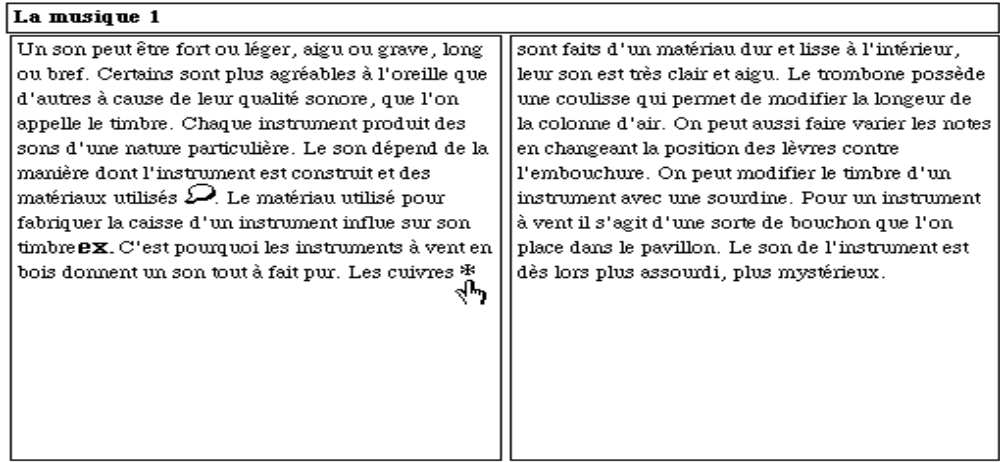 La musique 1
Un son peut être fort ou léger, aigu ou grave, long
ou bref. Certains sont plus agréables à l'oreille que
d'autres à cause de leur qualité sonore, que l'on
appelle le timbre. Chaque instrument produit des
sons d'une nature particulière. Le son dépend de la
manière dont l'instrument est construit et des
matériaux utilisés. Le matériau utilisé pour
fabriquer la caisse d'un instrument influe sur son
timbre ex. C'est pourquoi les instruments à vent en
bois donnent un son tout à fait pur. Les cuivres *
sont faits d'un matériau dur et lisse à l'intérieur,
leur son est très clair et aigu. Le trombone possède
une coulisse qui permet de modifier la longeur de
la colonne d'air. On peut aussi faire varier les notes
en changeant la position des lèvres contre
l'embouchure. On peut modifier le timbre d'un
instrument avec une sourdine. Pour un instrument
à vent il s'agit d'une sorte de bouchon que l'on
place dans le pavillon. Le son de l'instrument est
dès lors plus assourdi, plus mystérieux.